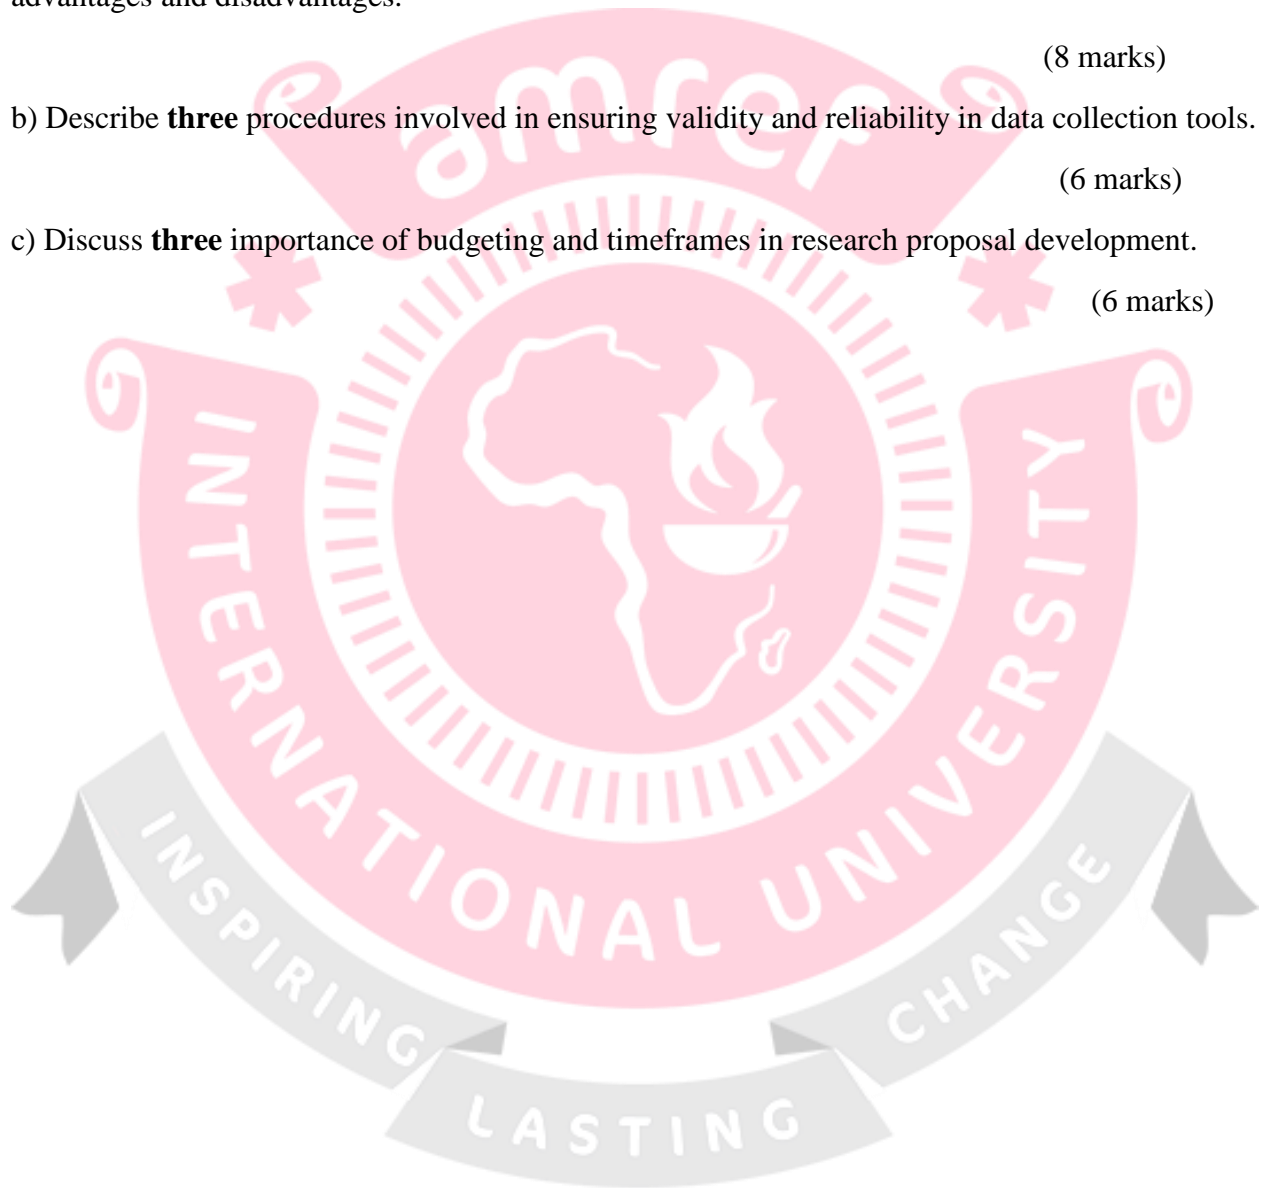 advantages and disadvantages.
(8 marks)
b) Describe three procedures involved in ensuring validity and reliability in data collection tools.
(6 marks)
c) Discuss three importance of budgeting and timeframes in research proposal development.
(6 marks)
amref
INTERNATIONAL UNIVERSITY
INSPIRING LASTING CHANGE